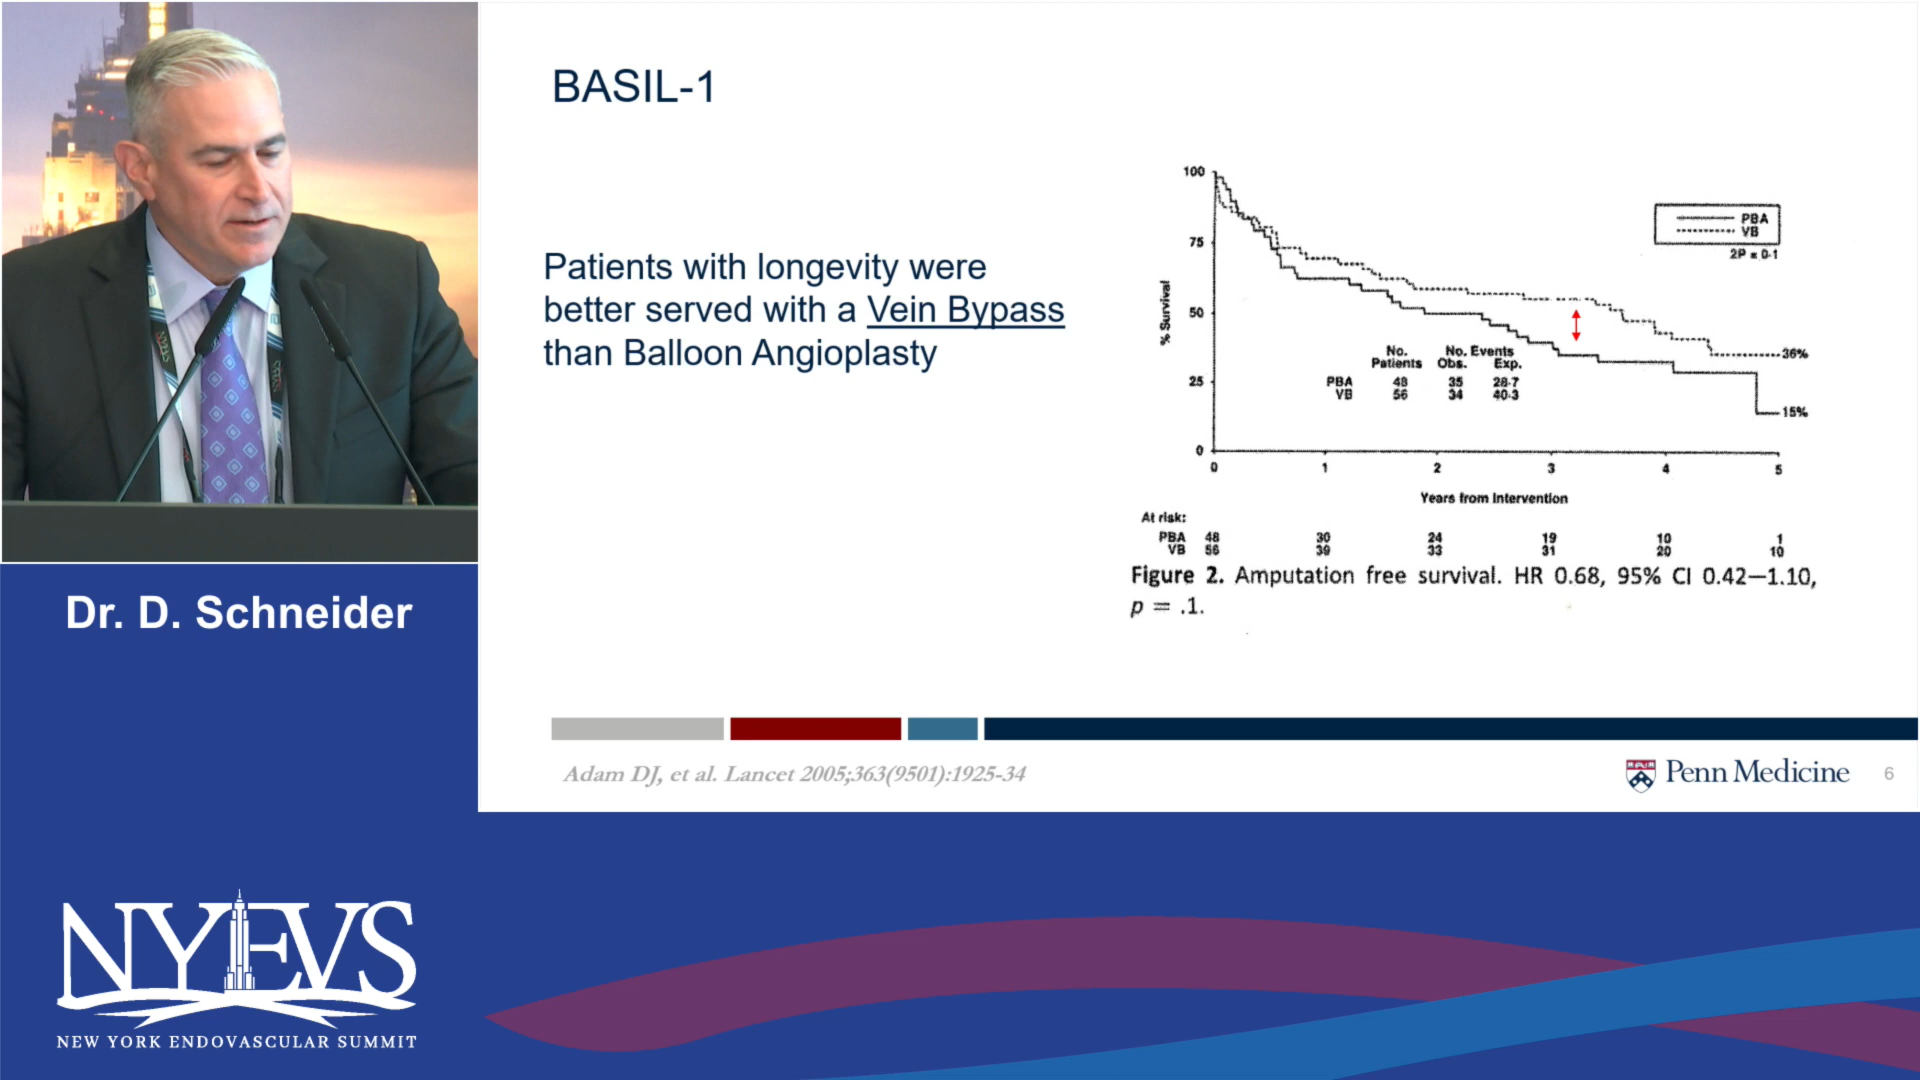 BASIL-1
Patients with longevity were
better served with a Vein Bypass
than Balloon Angioplasty
100
75
50
25
0
% Survival
PBA
VB
2P = 0·1
36%
15%
No. No. Events
Patients Obs. Exp.
PBA 48 35 28·7
VB 56 34 40·3
0 1 2 3 4 5
Years from Intervention
At risk:
PBA 48 30 24 19 10 1
VB 56 39 33 31 20 10
Figure 2. Amputation free survival. HR 0.68, 95% CI 0.42—1.10,
p = .1.
Adam DJ, et al. Lancet 2005;363(9501):1925-34
Penn Medicine
6
Dr. D. Schneider
NYEVS
NEW YORK ENDOVASCULAR SUMMIT